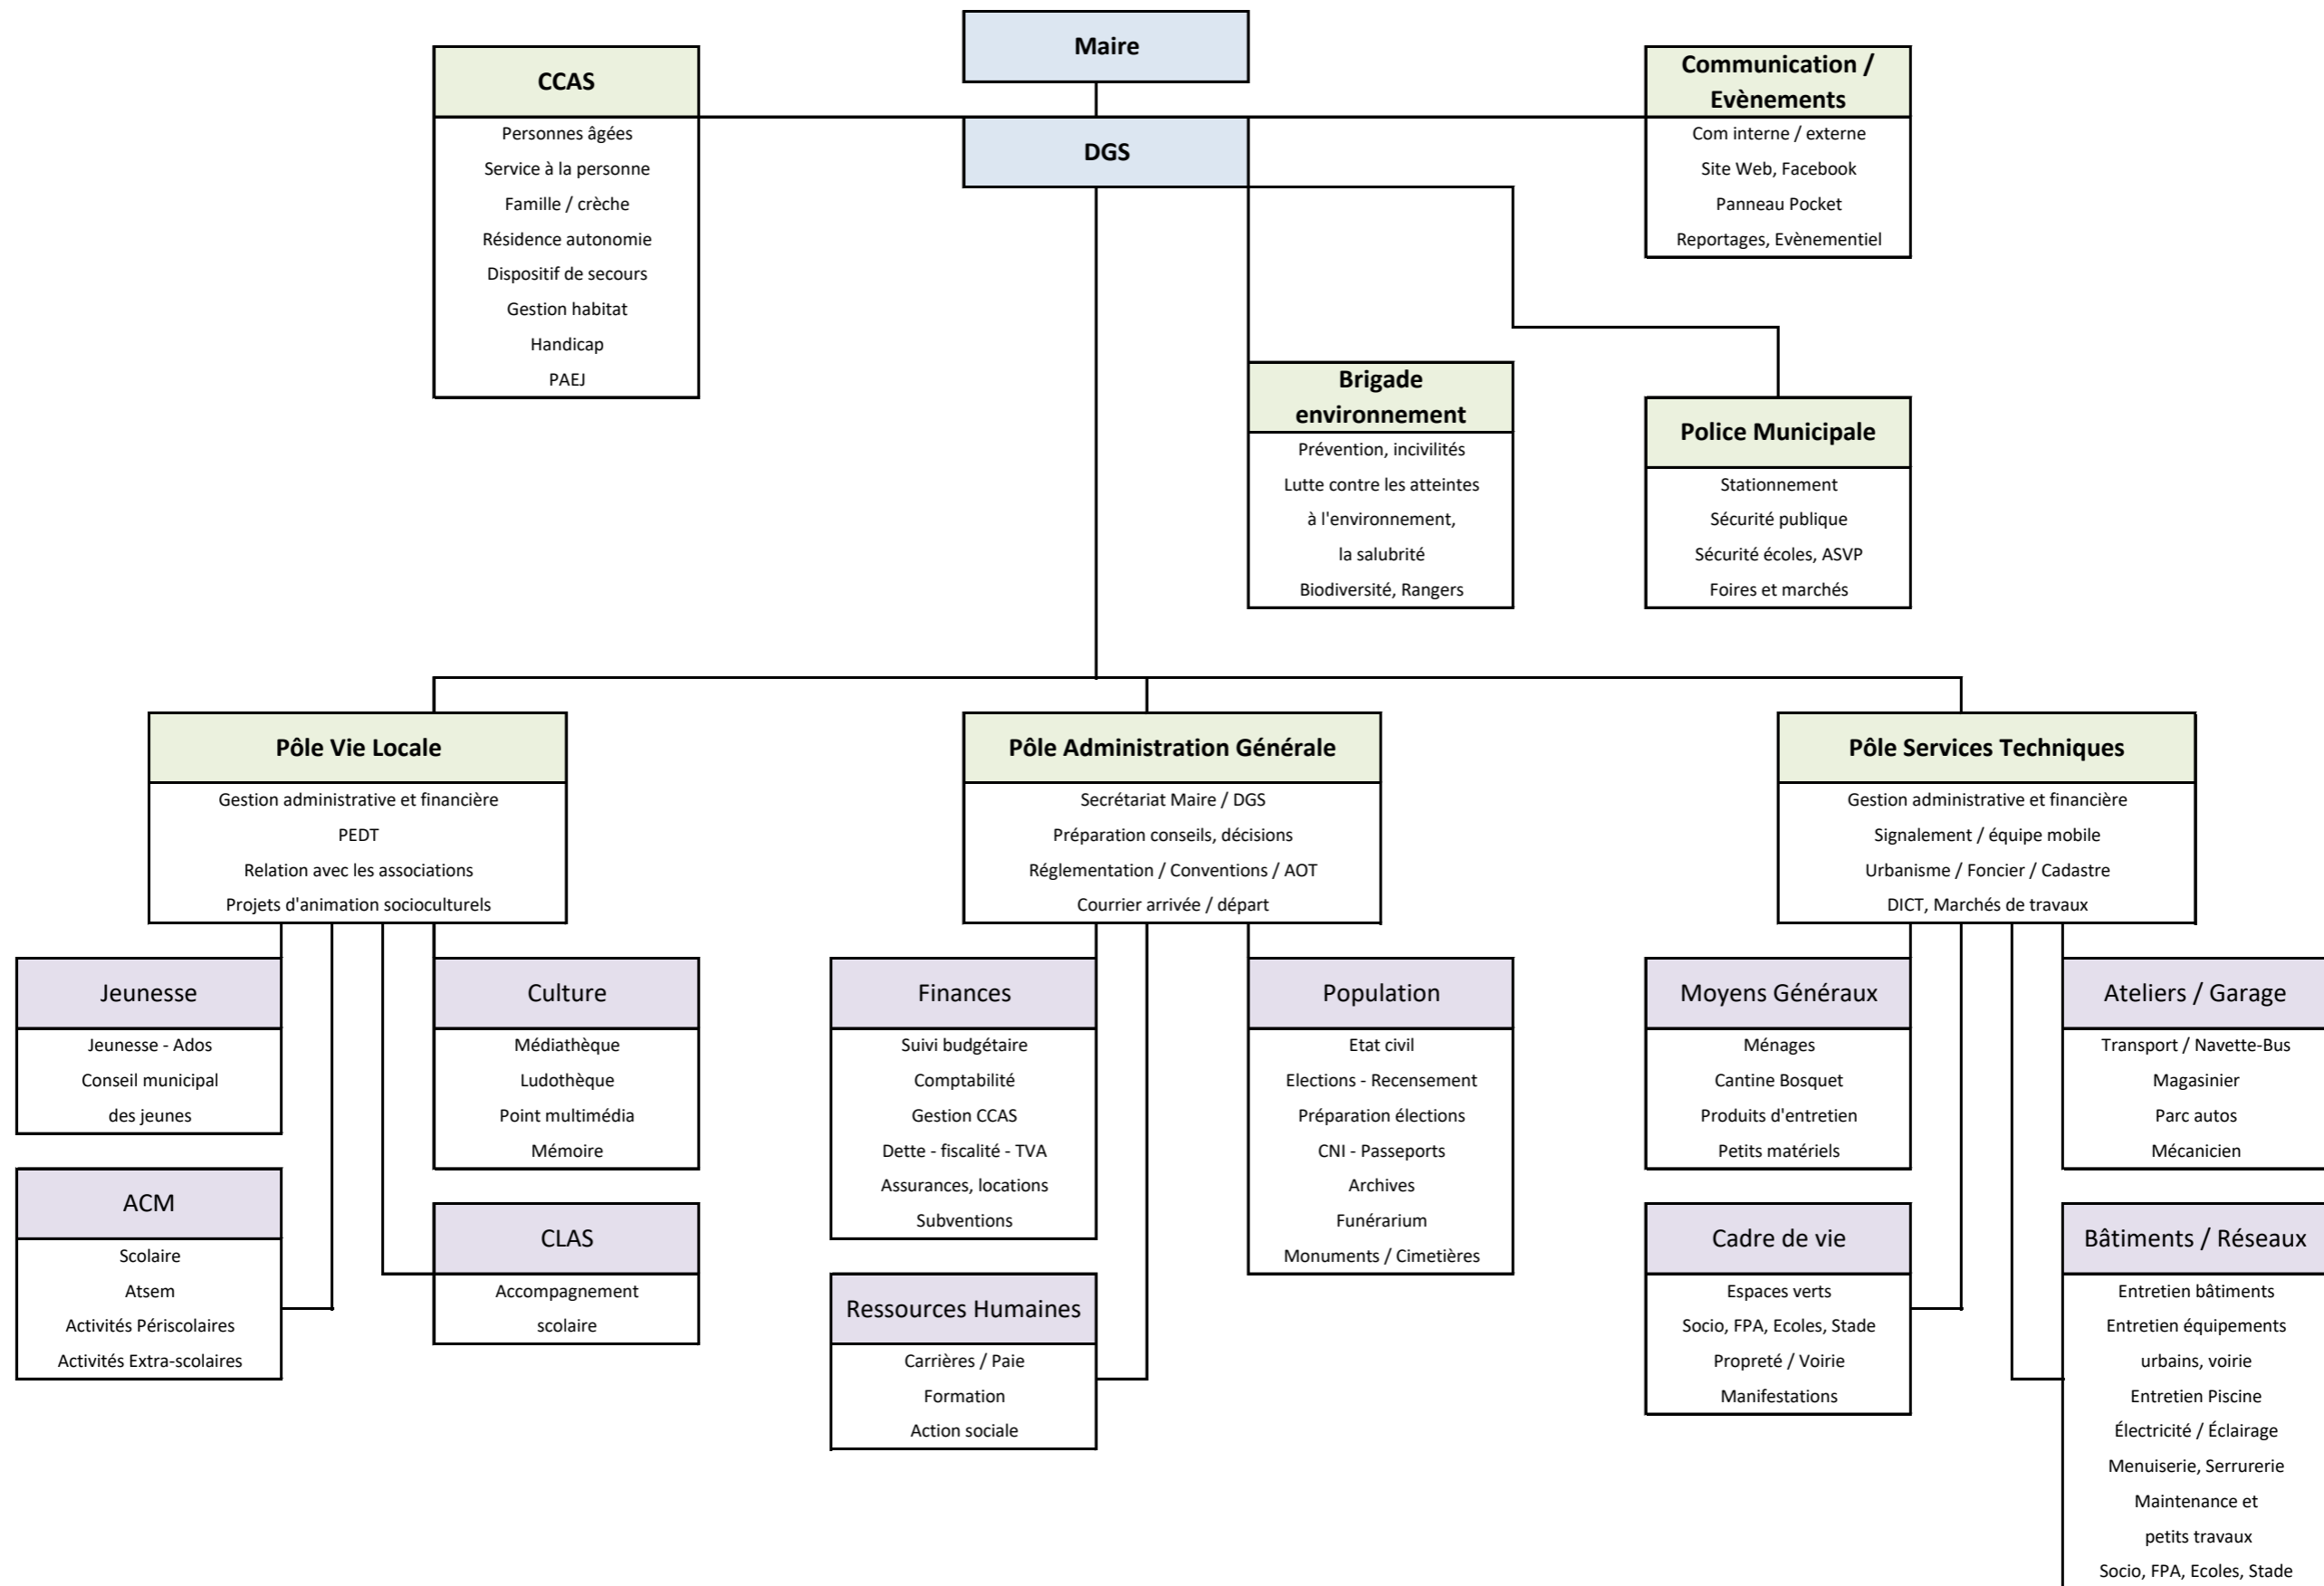 Maire
CCAS
Personnes âgées
Service à la personne
Famille / crèche
Résidence autonomie
Dispositif de secours
Gestion habitat
Handicap
PAEJ
DGS
Communication /
Evènements
Com interne / externe
Site Web, Facebook
Panneau Pocket
Reportages, Evènementiel
Brigade
environnement
Prévention, incivilités
Lutte contre les atteintes
à l'environnement,
la salubrité
Biodiversité, Rangers
Police Municipale
Stationnement
Sécurité publique
Sécurité écoles, ASVP
Foires et marchés
Pôle Vie Locale
Gestion administrative et financière
PEDT
Relation avec les associations
Projets d'animation socioculturels
Jeunesse
Jeunesse - Ados
Conseil municipal
des jeunes
ACM
Scolaire
Atsem
Activités Périscolaires
Activités Extra-scolaires
Culture
Médiathèque
Ludothèque
Point multimédia
Mémoire
CLAS
Accompagnement
scolaire
Pôle Administration Générale
Secrétariat Maire / DGS
Préparation conseils, décisions
Réglementation / Conventions / AOT
Courrier arrivée / départ
Finances
Suivi budgétaire
Comptabilité
Gestion CCAS
Dette - fiscalité - TVA
Assurances, locations
Subventions
Ressources Humaines
Carrières / Paie
Formation
Action sociale
Population
Etat civil
Elections - Recensement
Préparation élections
CNI - Passeports
Archives
Funérarium
Monuments / Cimetières
Pôle Services Techniques
Gestion administrative et financière
Signalement / équipe mobile
Urbanisme / Foncier / Cadastre
DICT, Marchés de travaux
Moyens Généraux
Ménages
Cantine Bosquet
Produits d'entretien
Petits matériels
Cadre de vie
Espaces verts
Socio, FPA, Ecoles, Stade
Propreté / Voirie
Manifestations
Ateliers / Garage
Transport / Navette-Bus
Magasinier
Parc autos
Mécanicien
Bâtiments / Réseaux
Entretien bâtiments
Entretien équipements
urbains, voirie
Entretien Piscine
Électricité / Éclairage
Menuiserie, Serrurerie
Maintenance et
petits travaux
Socio, FPA, Ecoles, Stade